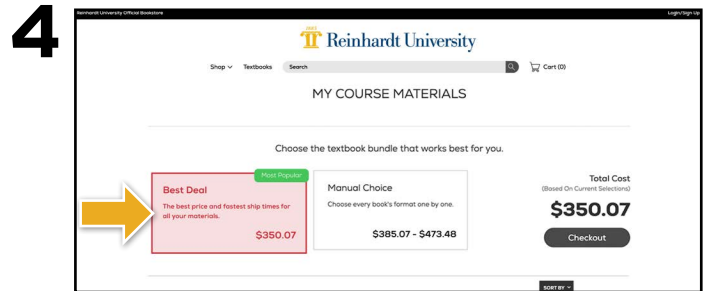 4
Reinhardt University Official Bookstore
Login/Sign Up
Reinhardt University
Shop
Textbooks
Search
Cart (0)
MY COURSE MATERIALS
Choose the textbook bundle that works best for you.
Most Popular
Best Deal
The best price and fastest ship times for
all your materials.
$350.07
Manual Choice
Choose every book's format one by one.
$385.07 - $473.48
Total Cost
(Based On Current Selections)
$350.07
Checkout
SORT BY